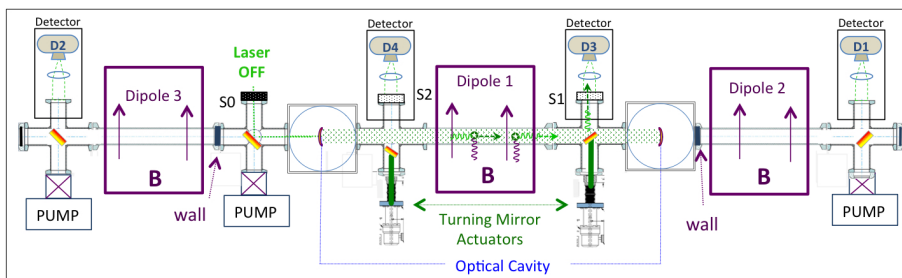 Detector
D2
Laser
OFF
S0
Dipole 3
B
wall
PUMP
PUMP
Detector
D4
S2
Dipole 1
B
Detector
D3
S1
Turning Mirror
Actuators
Optical Cavity
Dipole 2
B
wall
Detector
D1
PUMP